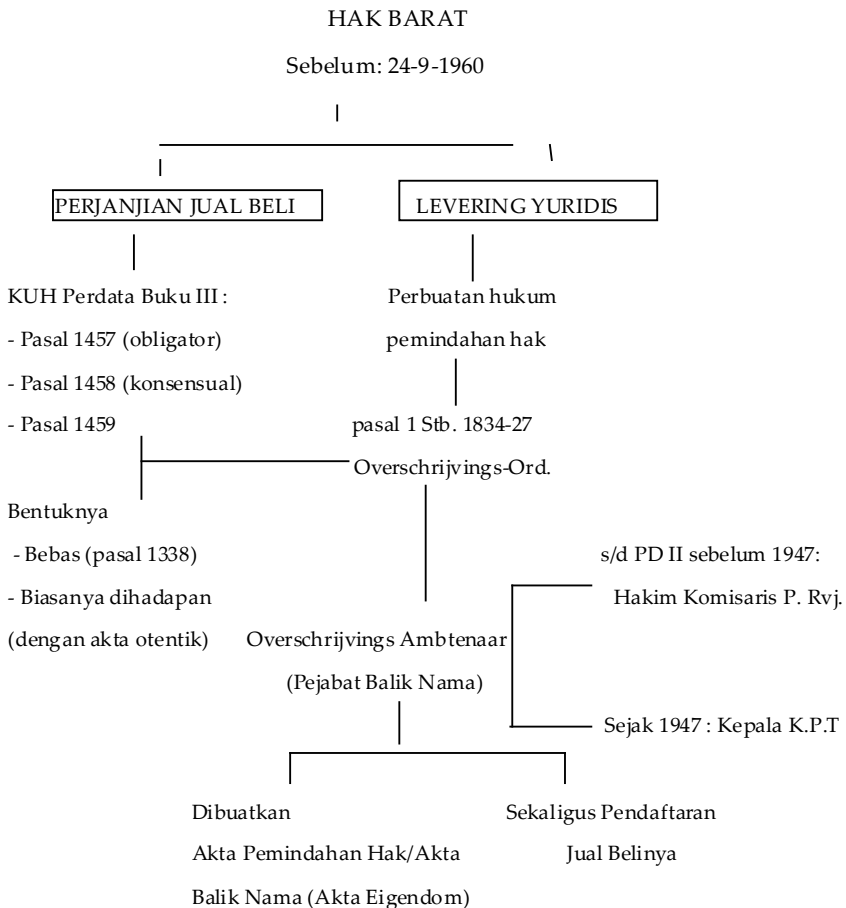 HAK BARAT
Sebelum: 24-9-1960
PERJANJIAN JUAL BELI
LEVERING YURIDIS
KUH Perdata Buku III :
- Pasal 1457 (obligator)
- Pasal 1458 (konsensual)
- Pasal 1459
Perbuatan hukum
pemindahan hak
pasal 1 Stb. 1834-27
Overschrijvings-Ord.
Bentuknya
- Bebas (pasal 1338)
- Biasanya dihadapan
(dengan akta otentik)
Overschrijvings Ambtenaar
(Pejabat Balik Nama)
s/d PD II sebelum 1947:
Hakim Komisaris P. Rvj.
Sejak 1947 : Kepala K.P.T
Dibuatkan
Akta Pemindahan Hak/Akta
Balik Nama (Akta Eigendom)
Sekaligus Pendaftaran
Jual Belinya